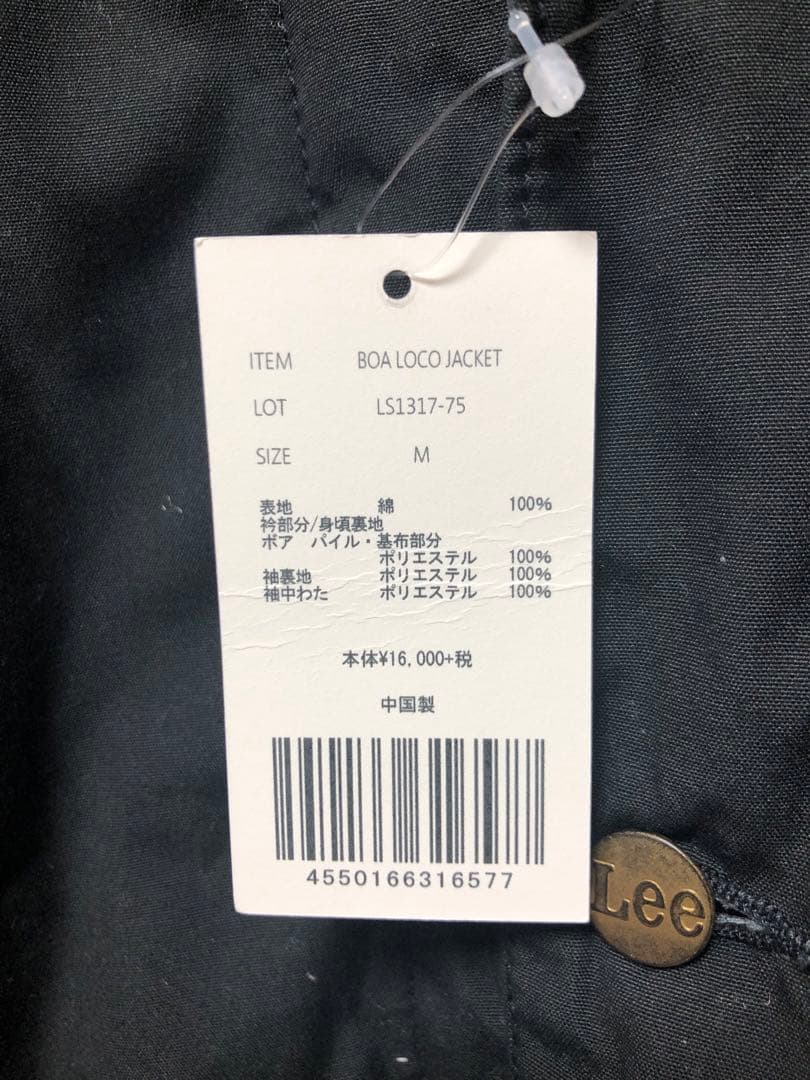 ITEM BOA LOCO JACKET
LOT LS1317-75
SIZE M
表地 綿 100%
衿部分/身頃裏地
ボア パイル・基布部分
ポリエステル 100%
袖裏地 ポリエステル 100%
袖中わた ポリエステル 100%
本体¥16,000+税
中国製
4550166316577
Lee